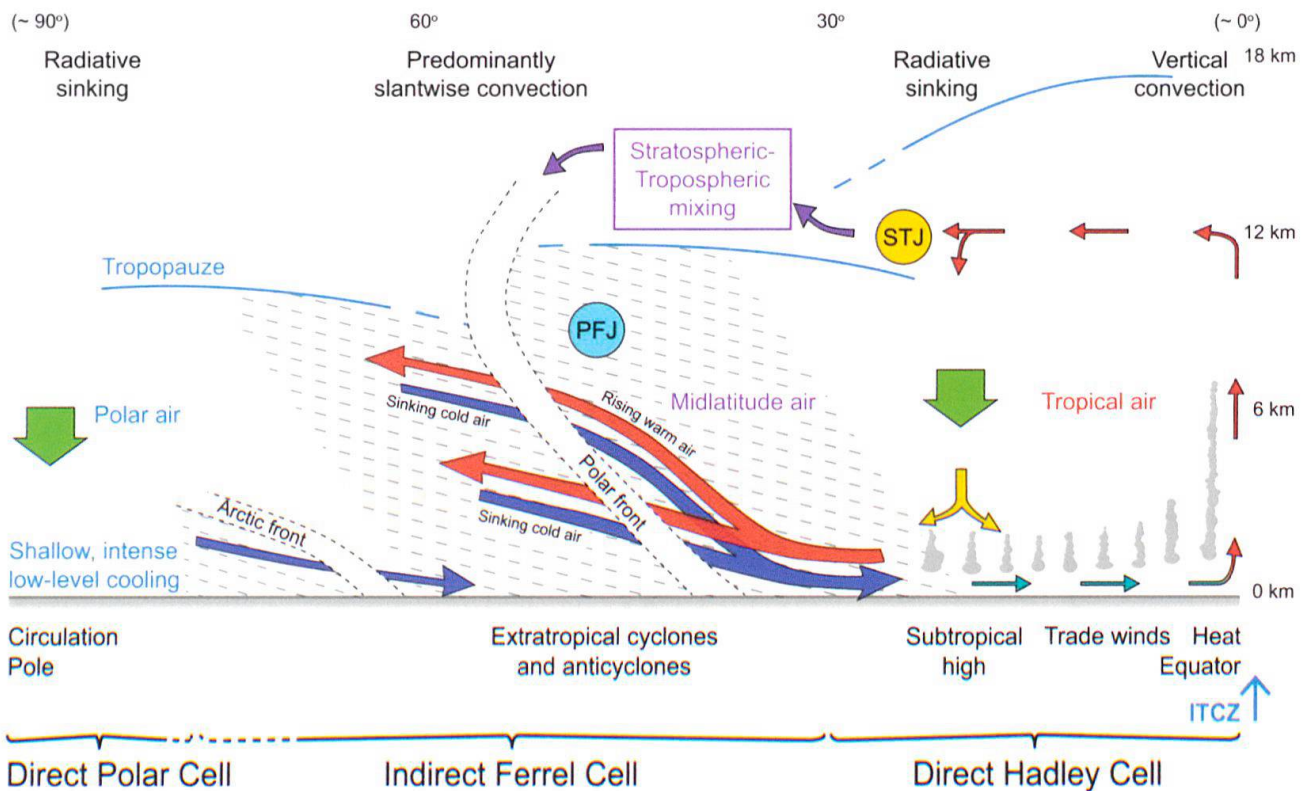 (~ 90°)
60°
30°
(~ 0°)
Radiative
sinking
Predominantly
slantwise convection
Radiative
sinking
Vertical
convection
18 km
Stratospheric-
Tropospheric
mixing
STJ
12 km
Tropopauze
PFJ
Polar air
Sinking cold air
Rising warm air
Midlatitude air
Tropical air
6 km
Polar front
Sinking cold air
Arctic front
Shallow, intense
low-level cooling
0 km
Circulation
Pole
Extratropical cyclones
and anticyclones
Subtropical
high
Trade winds
Heat
Equator
ITCZ
Direct Polar Cell
Indirect Ferrel Cell
Direct Hadley Cell